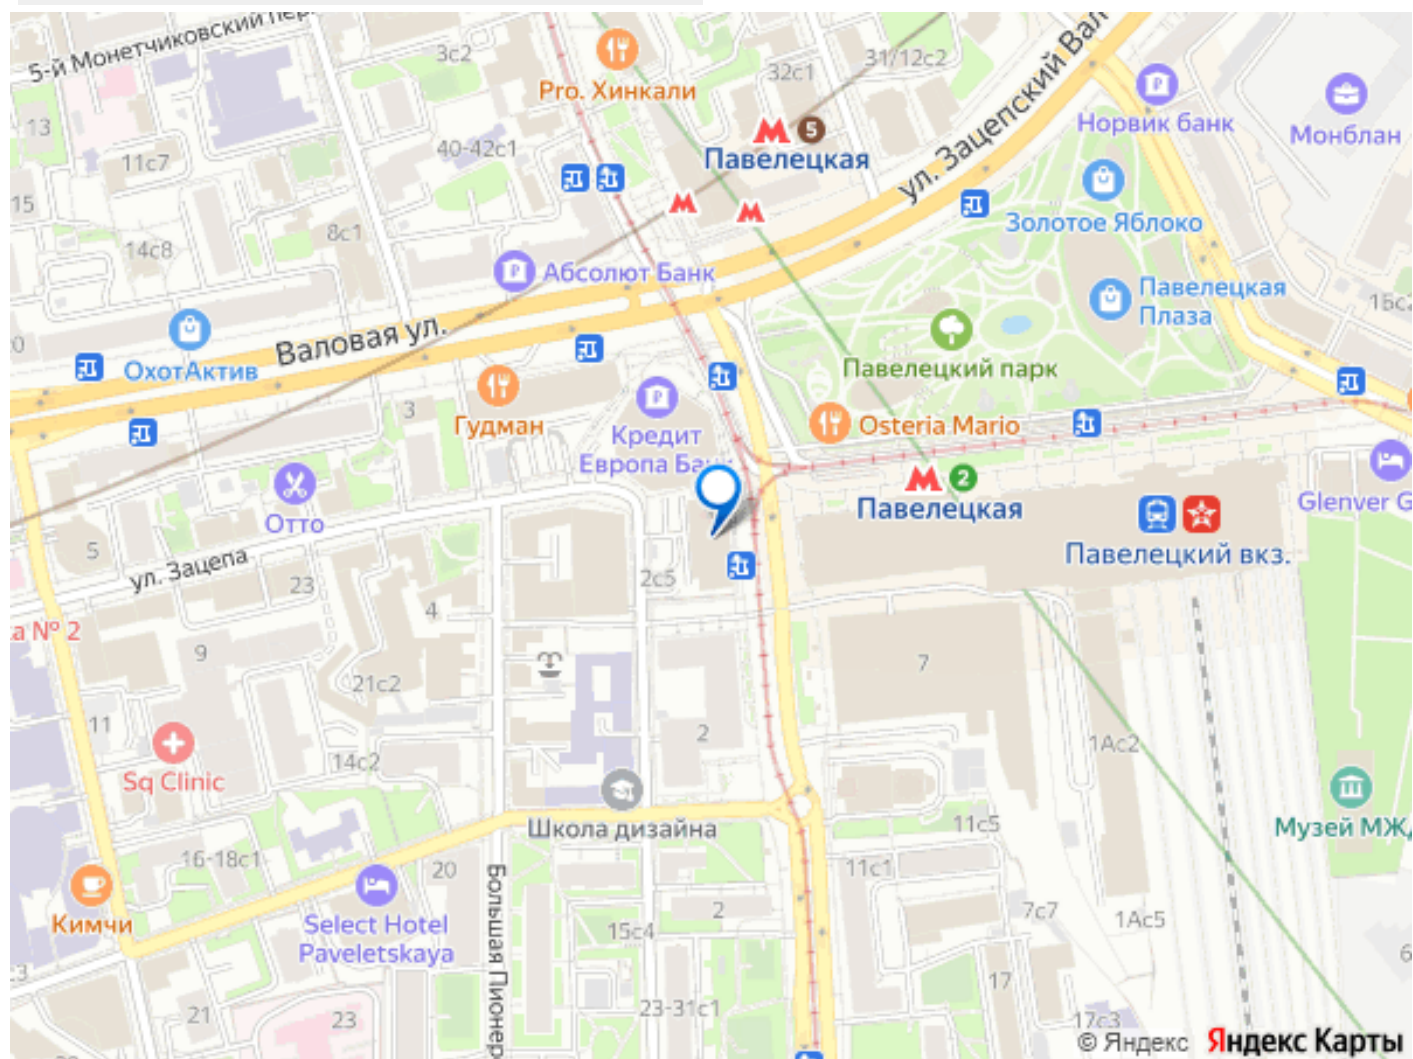 5-й Монетчиковский пер.
3с2
Pro. Хинкали
32с1
31/12с2
ул. Зацепский Вал
Норвик банк
Монблан
13
11с7
40-42с1
5
Павелецкая
15
14с8
8с1
Золотое Яблоко
Абсолют Банк
Павелецкая
Плаза
Валовая ул.
ОхотАктив
Павелецкий парк
3
Гудман
Кредит
Европа Банк
Osteria Mario
2
Павелецкая
Отто
Glenver G
Павелецкий вкз.
5
ул. Зацепа
23
4
2с5
а № 2
9
21с2
7
11
2
1Ас2
14с2
Sq Clinic
Школа дизайна
11с5
Музей МЖД
16-18с1
20
11с1
Кимчи
Select Hotel
Paveletskaya
Большая Пионер
15с4
2
7с7
1Ас5
17
21
23
23-31с1
17с3
© Яндекс Яндекс Карты